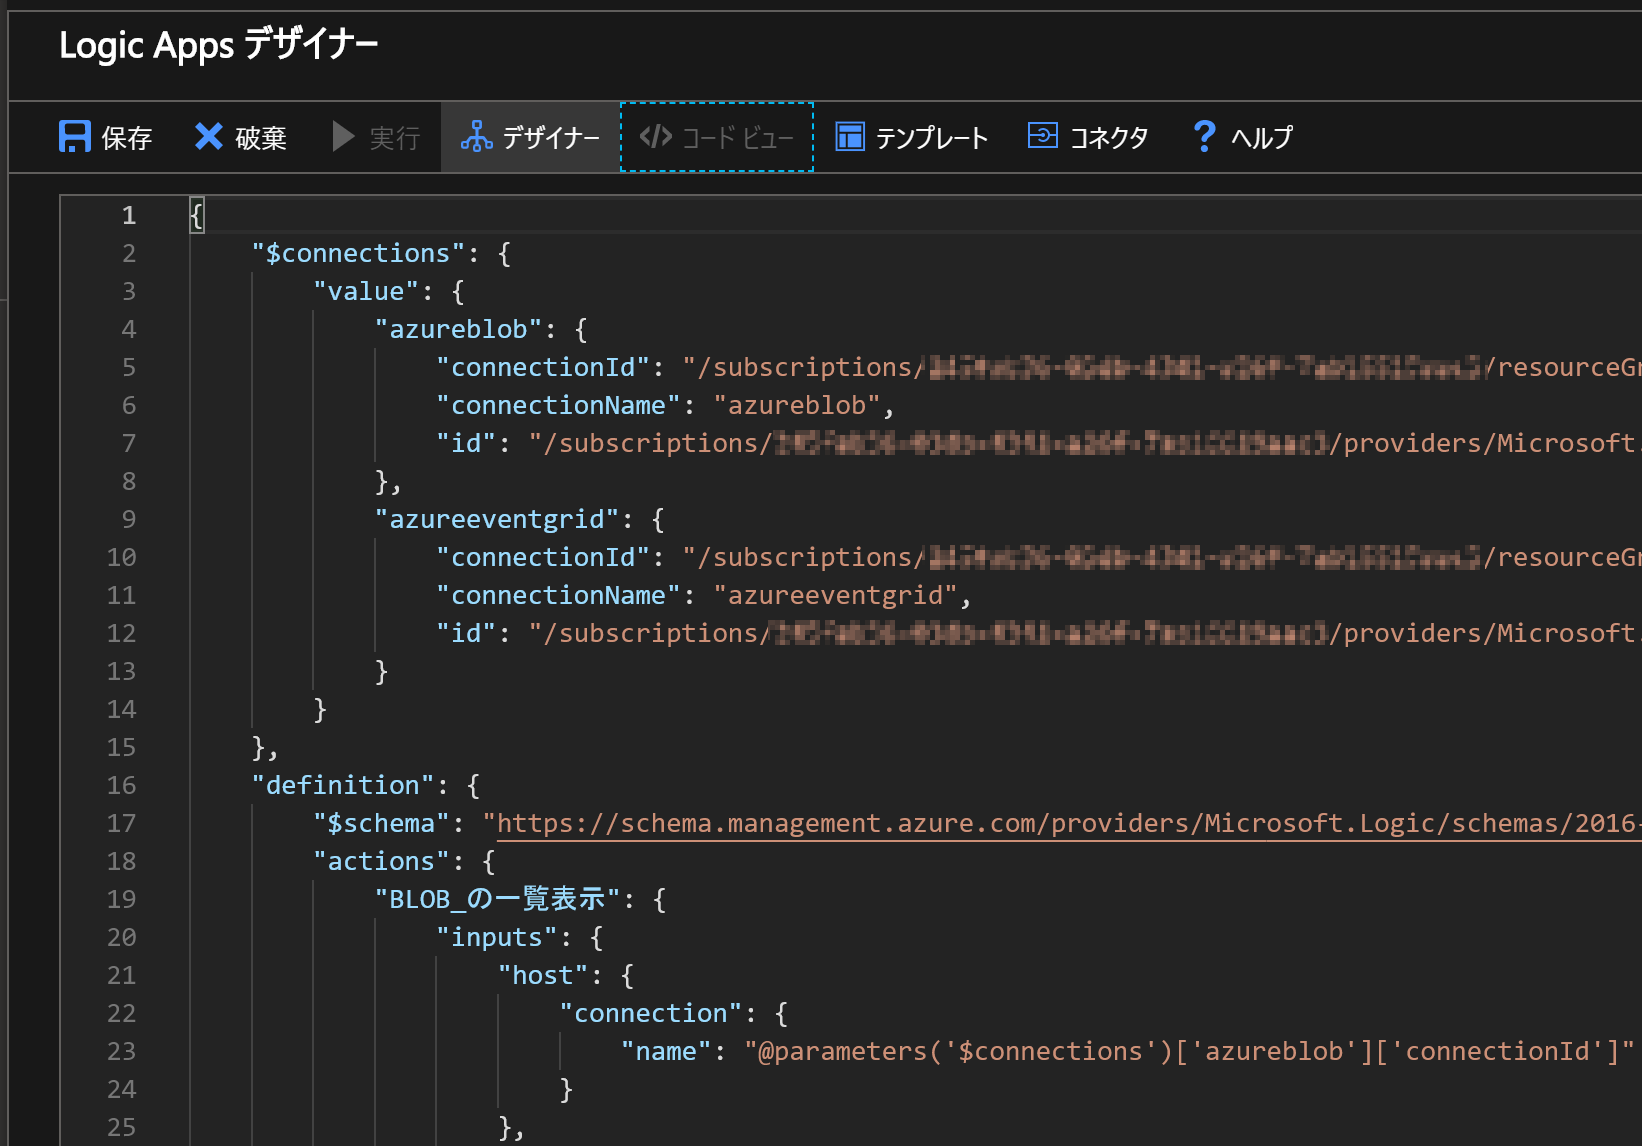 Logic Apps デザイナー
保存 破棄 実行 デザイナー コード ビュー テンプレート コネクタ ヘルプ
1 {
2 "$connections": {
3 "value": {
4 "azureblob": {
5 "connectionId": "/subscriptions/ /resourceGr
6 "connectionName": "azureblob",
7 "id": "/subscriptions/ /providers/Microsoft.
8 },
9 "azureeventgrid": {
10 "connectionId": "/subscriptions/ /resourceGr
11 "connectionName": "azureeventgrid",
12 "id": "/subscriptions/ /providers/Microsoft.
13 }
14 }
15 },
16 "definition": {
17 "$schema": "https://schema.management.azure.com/providers/Microsoft.Logic/schemas/2016-
18 "actions": {
19 "BLOB_の一覧表示": {
20 "inputs": {
21 "host": {
22 "connection": {
23 "name": "@parameters('$connections')['azureblob']['connectionId']"
24 }
25 },